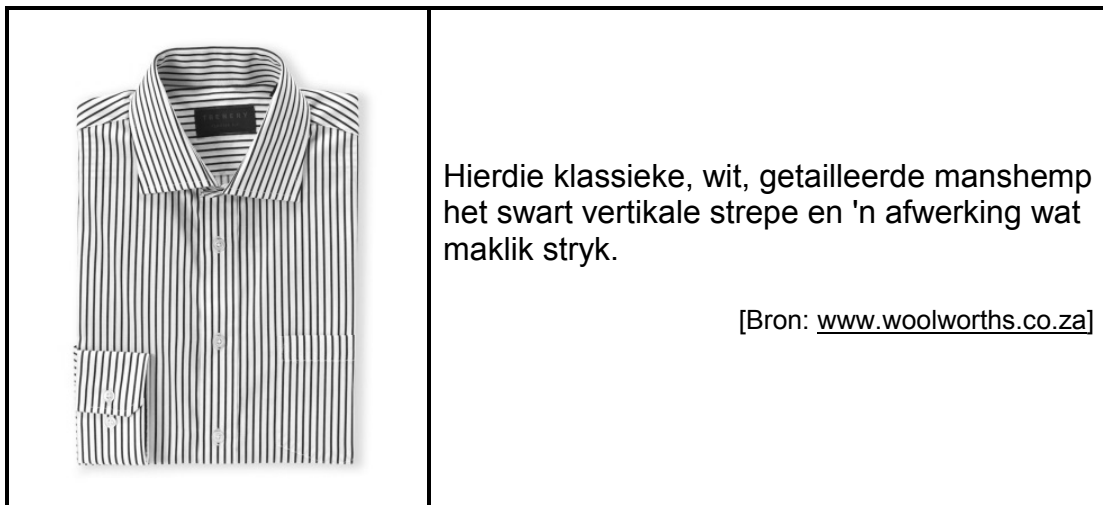 Hierdie klassieke, wit, getailleerde manshemp
het swart vertikale strepe en 'n afwerking wat
maklik stryk.
[Bron: www.woolworths.co.za]